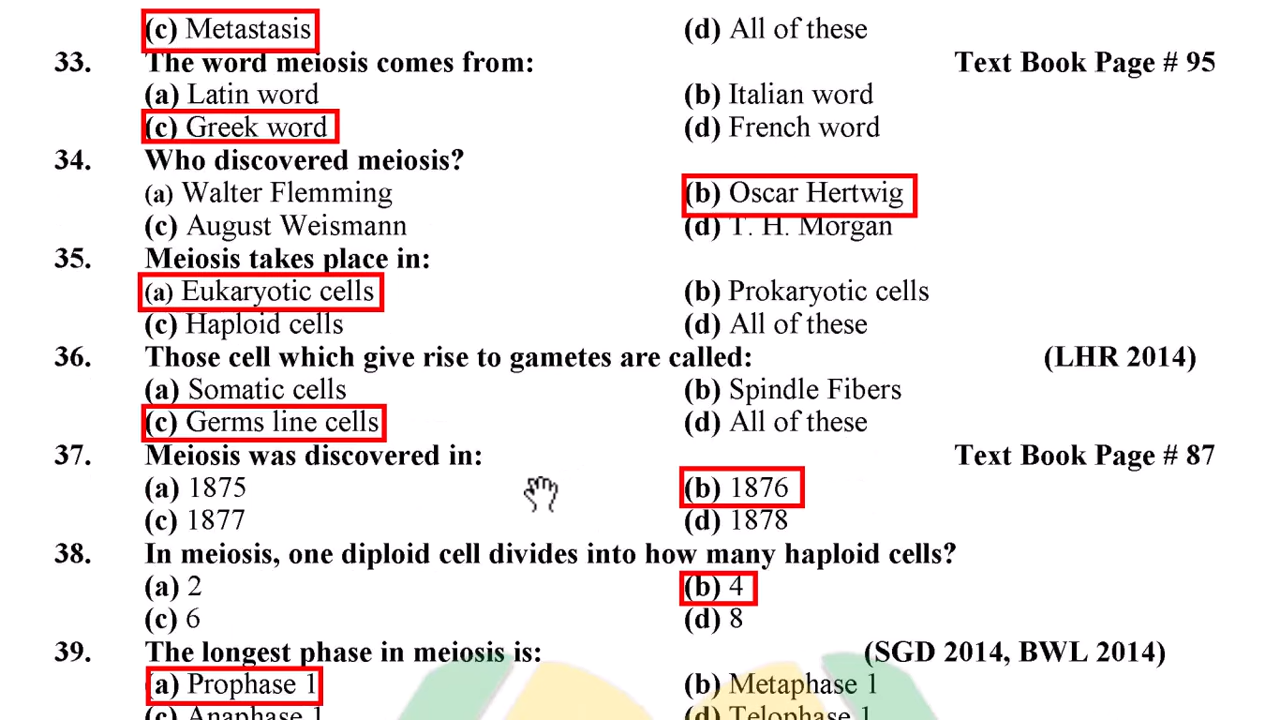 (c) Metastasis (d) All of these
33. The word meiosis comes from: Text Book Page # 95
(a) Latin word (b) Italian word
(c) Greek word (d) French word
34. Who discovered meiosis?
(a) Walter Flemming (b) Oscar Hertwig
(c) August Weismann (d) T. H. Morgan
35. Meiosis takes place in:
(a) Eukaryotic cells (b) Prokaryotic cells
(c) Haploid cells (d) All of these
36. Those cell which give rise to gametes are called: (LHR 2014)
(a) Somatic cells (b) Spindle Fibers
(c) Germs line cells (d) All of these
37. Meiosis was discovered in: Text Book Page # 87
(a) 1875 (b) 1876
(c) 1877 (d) 1878
38. In meiosis, one diploid cell divides into how many haploid cells?
(a) 2 (b) 4
(c) 6 (d) 8
39. The longest phase in meiosis is: (SGD 2014, BWL 2014)
(a) Prophase 1 (b) Metaphase 1
(c) Anaphase 1 (d) Telophase 1